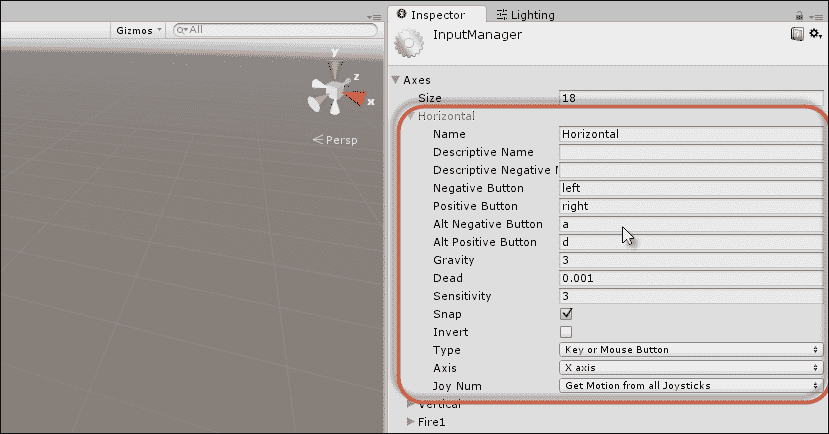 Inspector
Lighting
Gizmos
All
InputManager
y
z
x
Persp
Axes
Size 18
Horizontal
Name Horizontal
Descriptive Name
Descriptive Negative N
Negative Button left
Positive Button right
Alt Negative Button a
Alt Positive Button d
Gravity 3
Dead 0.001
Sensitivity 3
Snap
Invert
Type Key or Mouse Button
Axis X axis
Joy Num Get Motion from all Joysticks
Vertical
Fire1